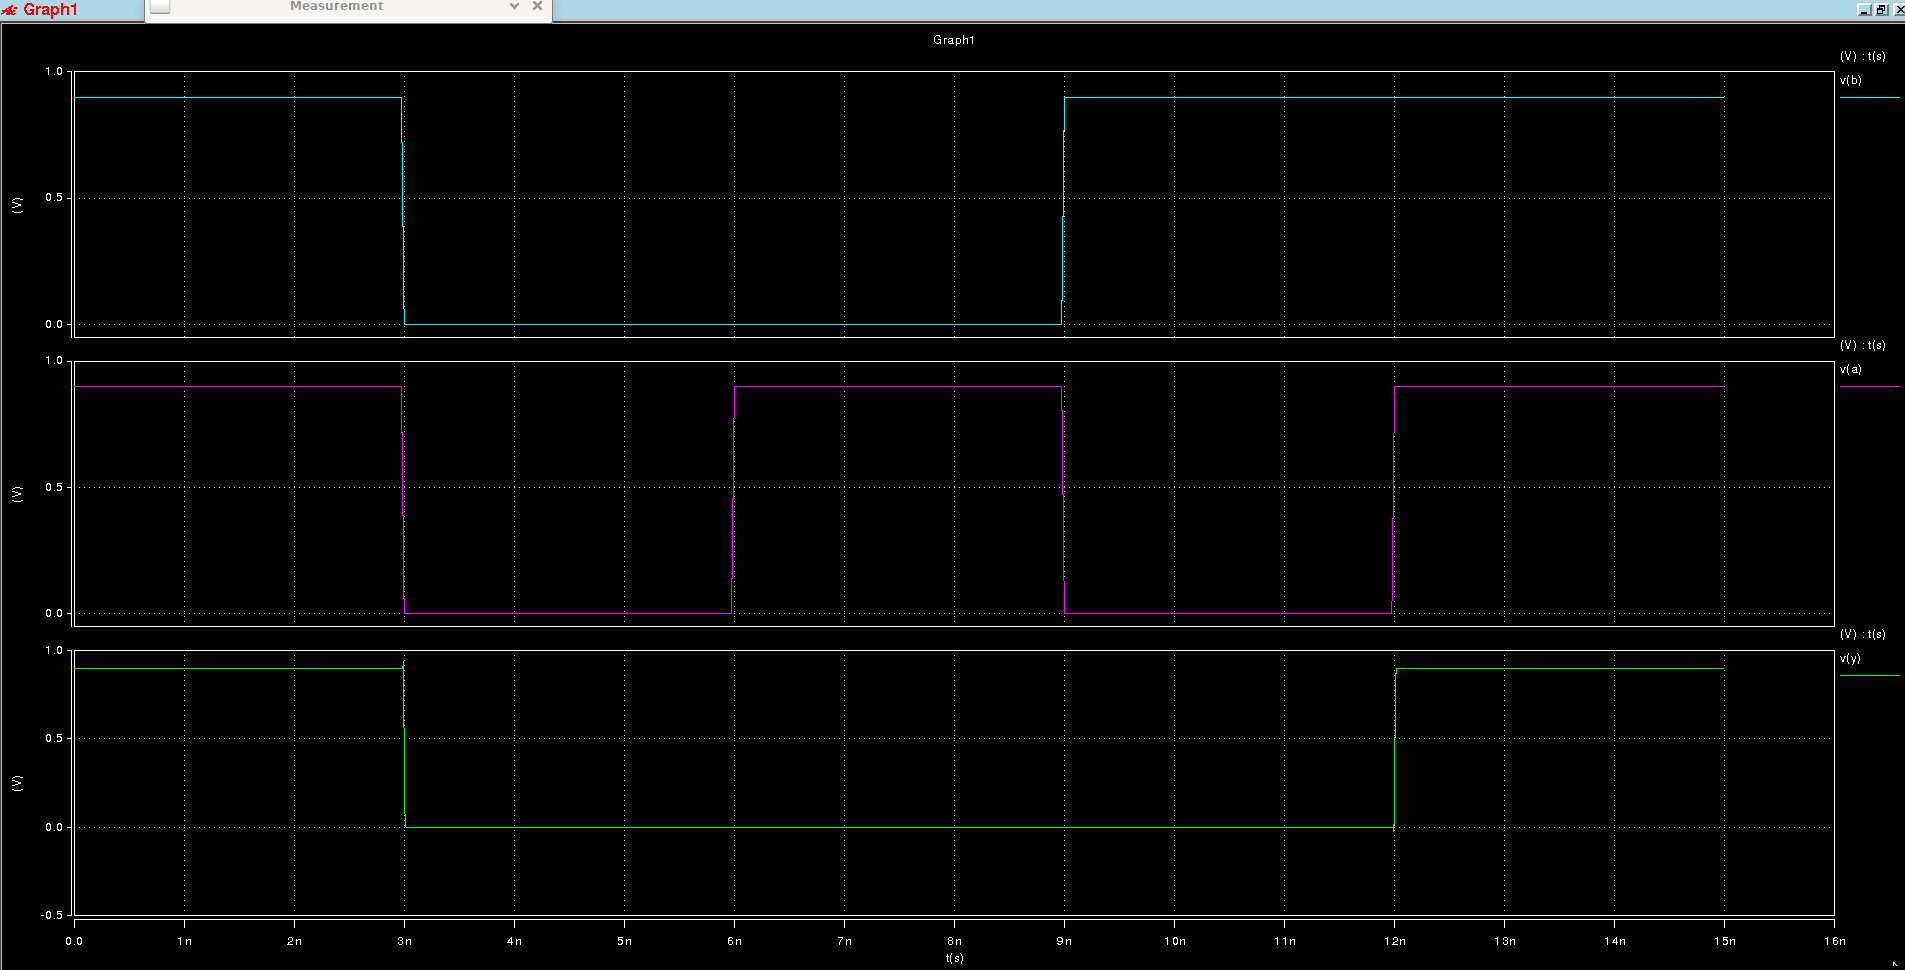 Graph1
Measurement
Graph1
(V) : t(s)
v(b)
1.0
0.5
0.0
(V)
(V) : t(s)
v(a)
1.0
0.5
0.0
(V)
(V) : t(s)
v(y)
1.0
0.5
0.0
-0.5
(V)
0.0 1n 2n 3n 4n 5n 6n 7n 8n 9n 10n 11n 12n 13n 14n 15n 16n
t(s)